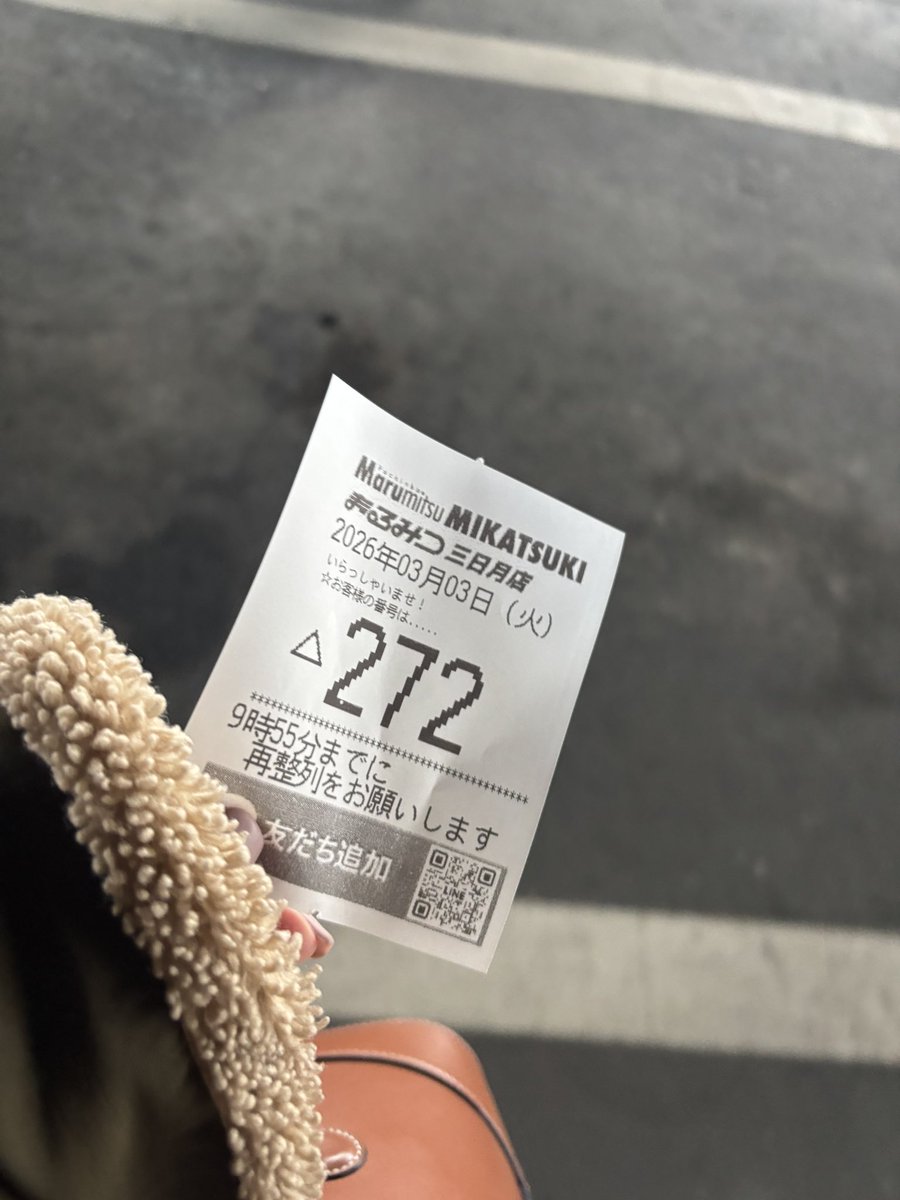 Marumitsu MIKATSUKI
まるみつ 三日月店
2026年03月03日（火）
いらっしゃいませ！
☆お客様の番号は．．．．．
△272
9時55分までに
再整列をお願いします
友だち追加